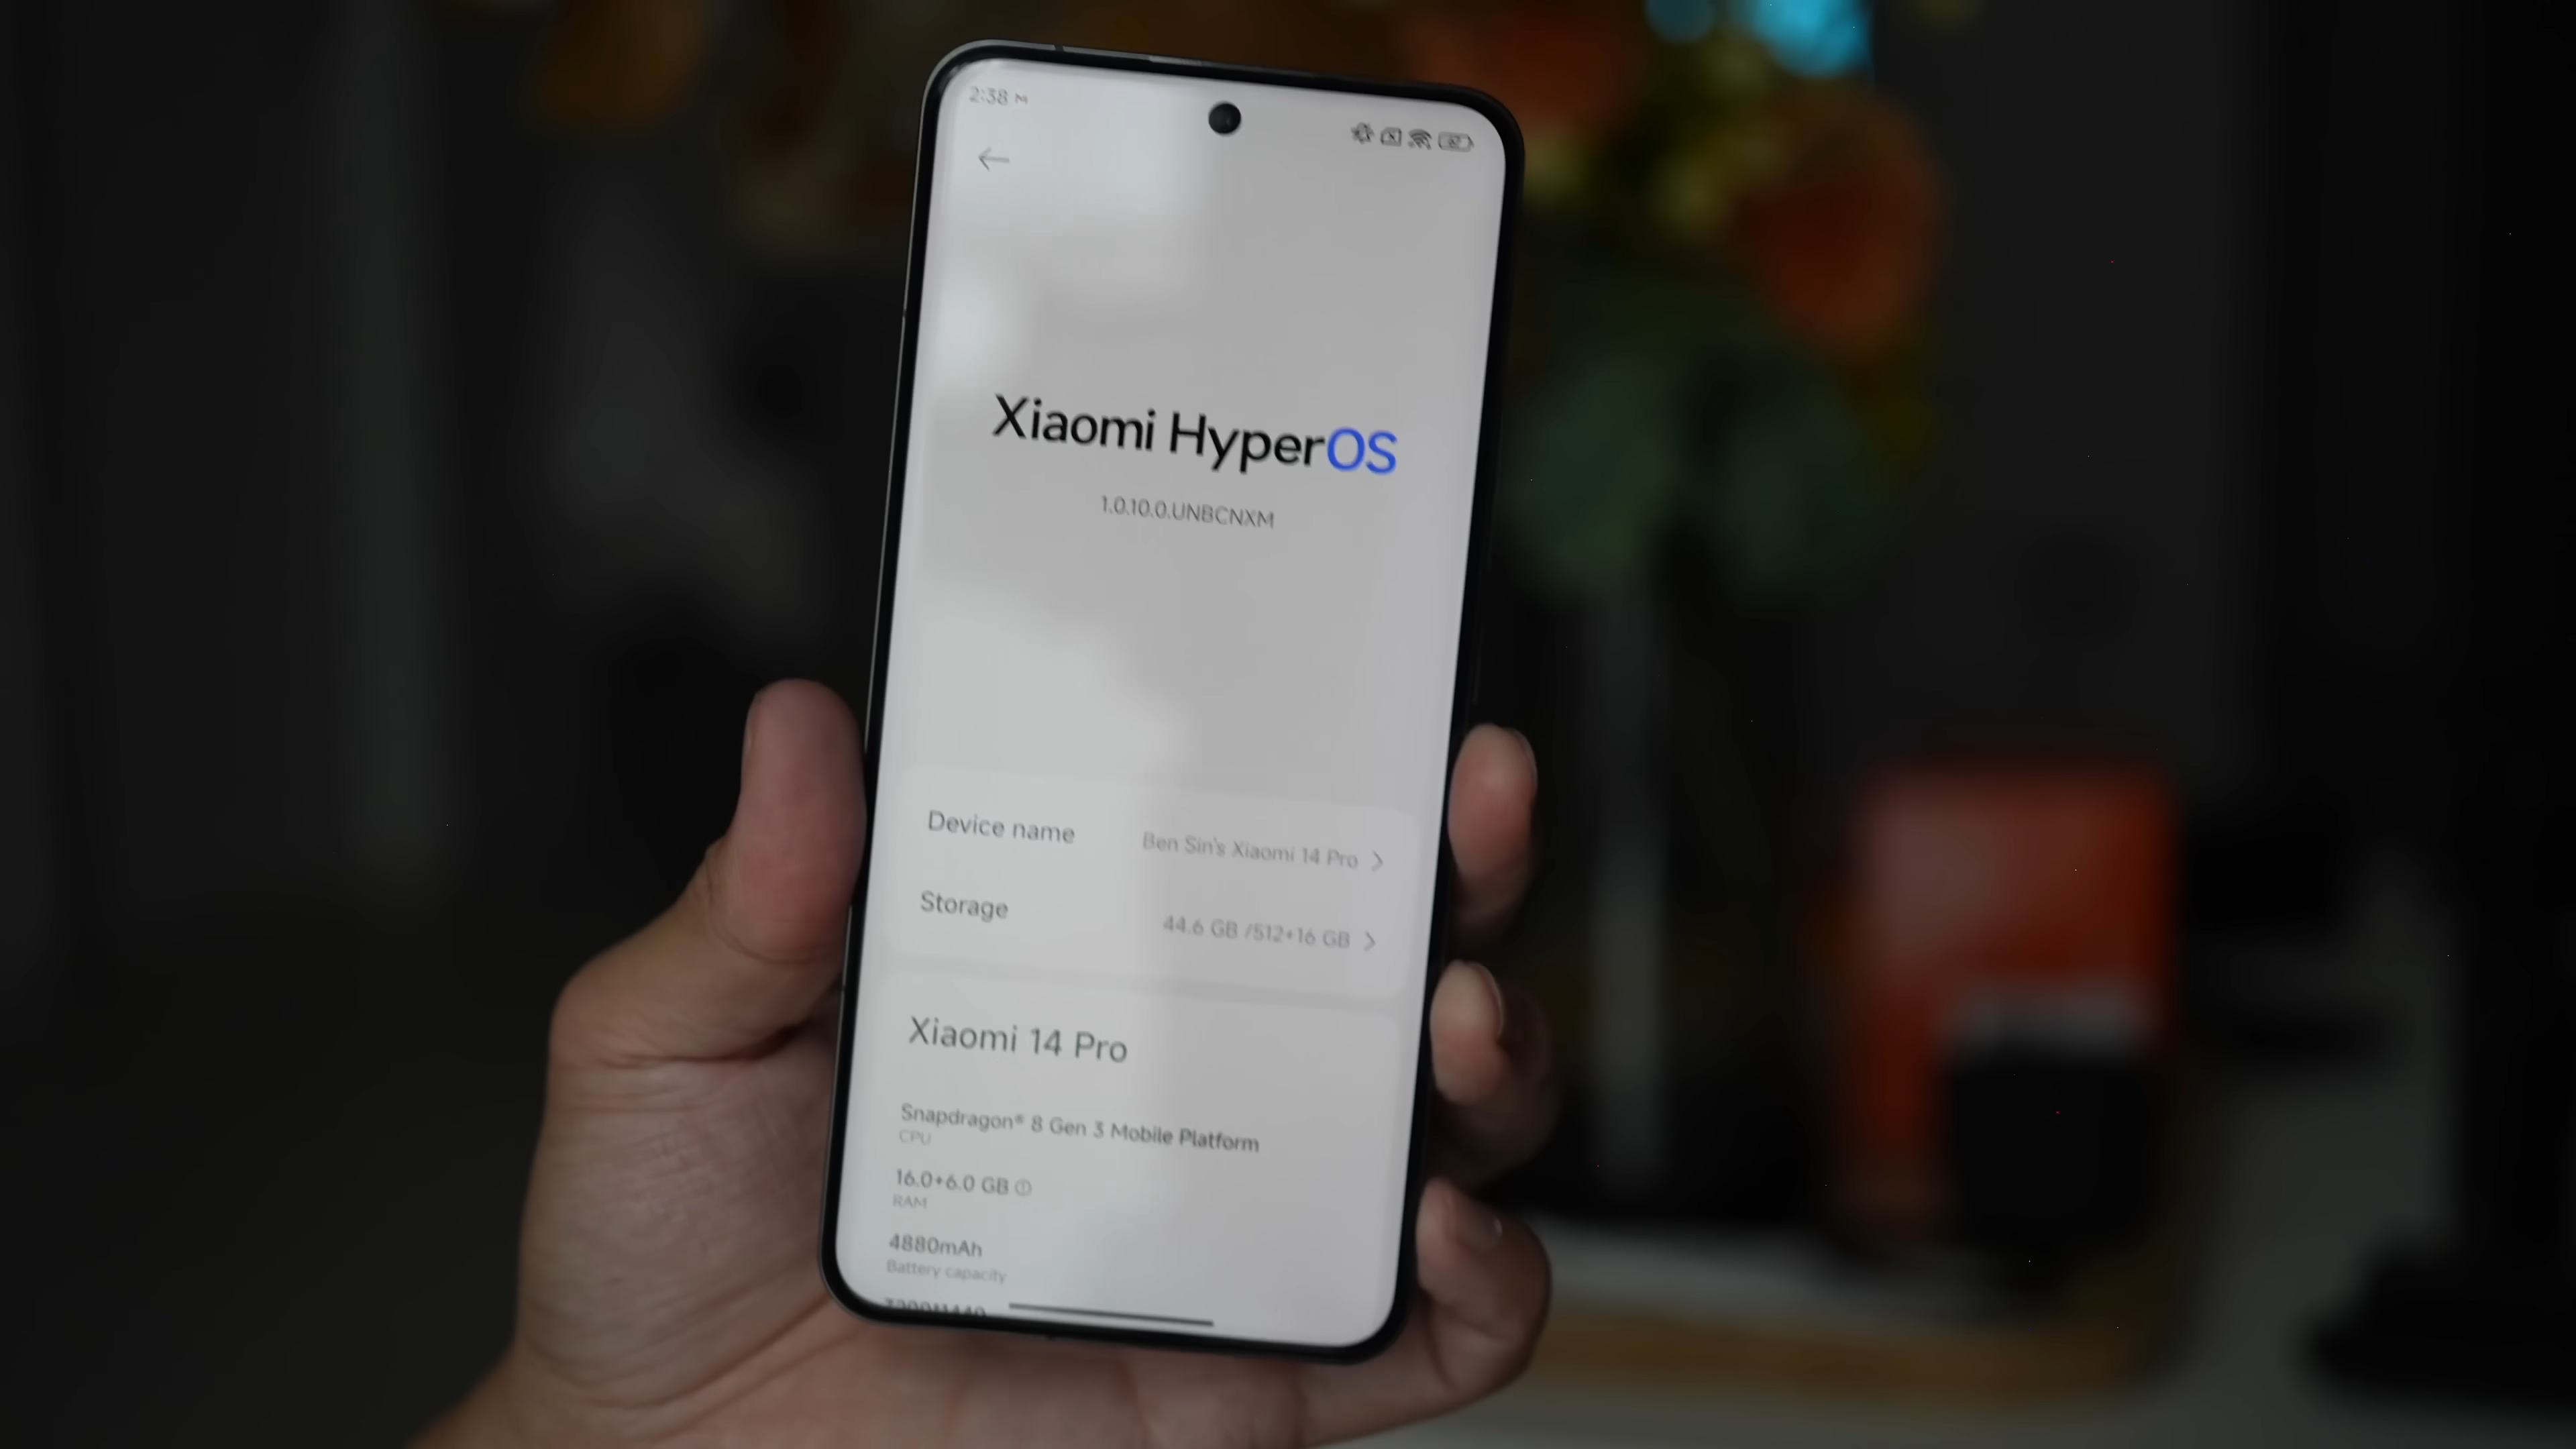 2:38
Xiaomi HyperOS
1.0.10.0.UNBCNXM
Device name
Ben Sin's Xiaomi 14 Pro
Storage
44.6 GB /512+16 GB
Xiaomi 14 Pro
Snapdragon® 8 Gen 3 Mobile Platform
CPU
16.0+6.0 GB
RAM
4880mAh
Battery capacity